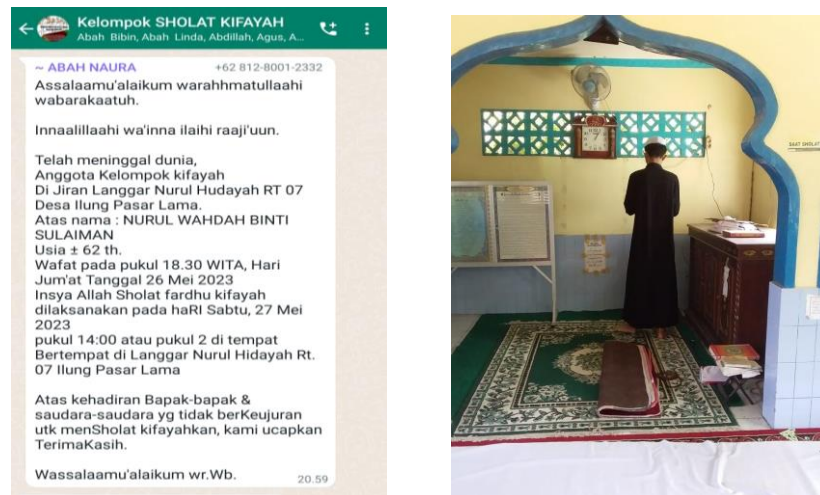 Kelompok SHOLAT KIFAYAH
Abah Bibin, Abah Linda, Abdillah, Agus, A...
~ ABAH NAURA +62 812-8001-2332
Assalaamu'alaikum warahhmatullaahi
wabarakaatuh.
Innaalillaahi wa'inna ilaihi raaji'uun.
Telah meninggal dunia,
Anggota Kelompok kifayah
Di Jiran Langgar Nurul Hudayah RT 07
Desa Ilung Pasar Lama.
Atas nama : NURUL WAHDAH BINTI
SULAIMAN
Usia ± 62 th.
Wafat pada pukul 18.30 WITA, Hari
Jum'at Tanggal 26 Mei 2023
Insya Allah Sholat fardhu kifayah
dilaksanakan pada haRI Sabtu, 27 Mei
2023
pukul 14:00 atau pukul 2 di tempat
Bertempat di Langgar Nurul Hidayah Rt.
07 Ilung Pasar Lama
Atas kehadiran Bapak-bapak &
saudara-saudara yg tidak berKeujuran
utk menSholat kifayahkan, kami ucapkan
TerimaKasih.
Wassalaamu'alaikum wr.Wb. 20.59